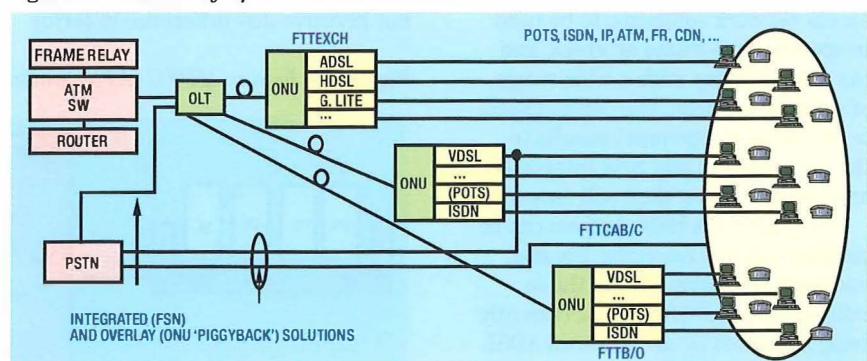 FTTEXCH
POTS, ISDN, IP, ATM, FR, CDN, ...
FRAME RELAY
ATM
SW
ROUTER
OLT
ONU
ADSL
HDSL
G. LITE
...
ONU
VDSL
...
(POTS)
ISDN
FTTCAB/C
PSTN
ONU
VDSL
...
(POTS)
ISDN
FTTB/O
INTEGRATED (FSN)
AND OVERLAY (ONU 'PIGGYBACK') SOLUTIONS